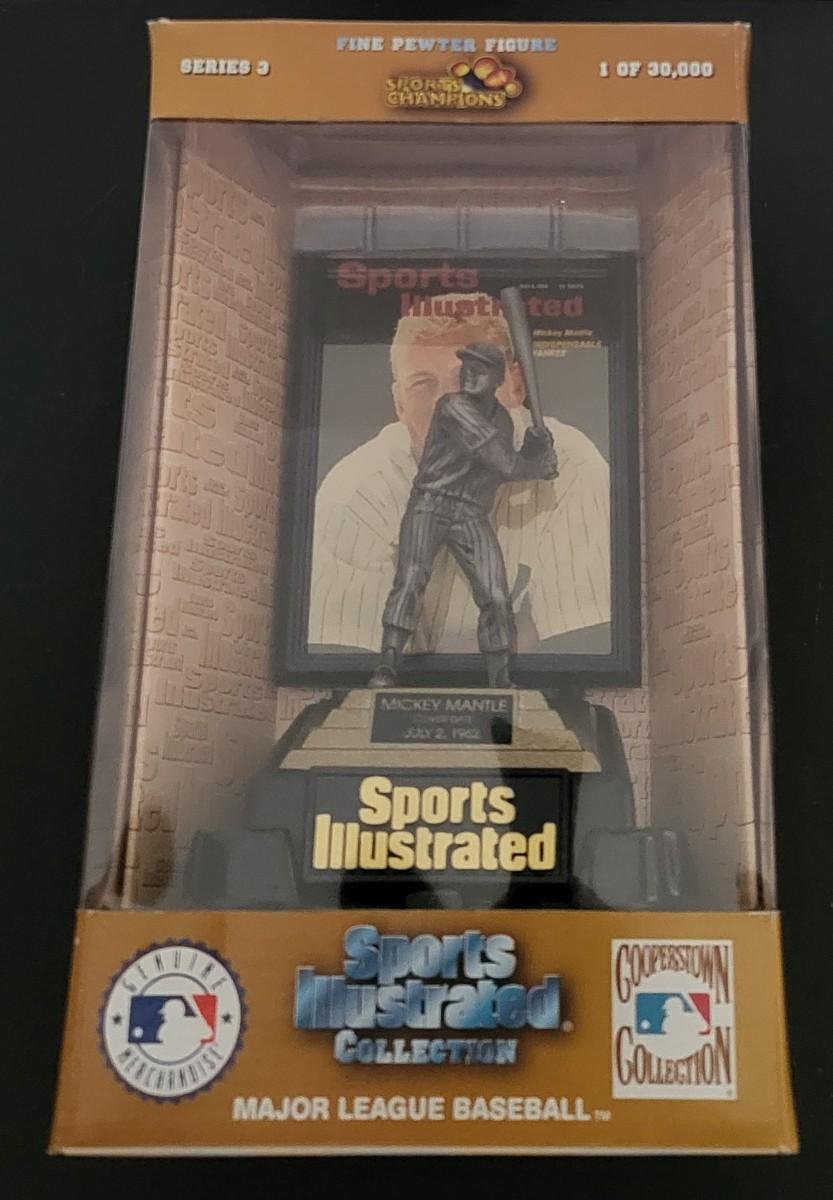 FINE PEWTER FIGURE
SERIES 3
1 OF 30,000
SPORTS
CHAMPIONS
Sports
Illustrated
Mickey Mantle
INDISPENSABLE
YANKEE
MICKEY MANTLE
COVER DATE
JULY 2, 1962
Sports
Illustrated
GENUINE
MERCHANDISE
Sports
Illustrated®
COLLECTION
COOPERSTOWN
COLLECTION
MAJOR LEAGUE BASEBALL™